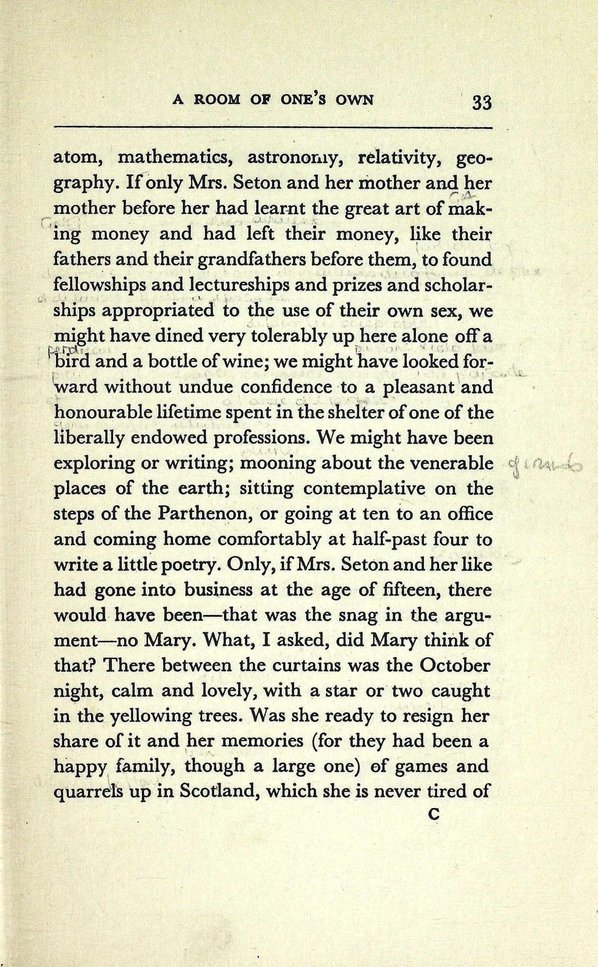 A ROOM OF ONE'S OWN 33
atom, mathematics, astronomy, relativity, geo-
graphy. If only Mrs. Seton and her mother and her
mother before her had learnt the great art of mak-
ing money and had left their money, like their
fathers and their grandfathers before them, to found
fellowships and lectureships and prizes and scholar-
ships appropriated to the use of their own sex, we
might have dined very tolerably up here alone off a
bird and a bottle of wine; we might have looked for-
ward without undue confidence to a pleasant and
honourable lifetime spent in the shelter of one of the
liberally endowed professions. We might have been
exploring or writing; mooning about the venerable
places of the earth; sitting contemplative on the
steps of the Parthenon, or going at ten to an office
and coming home comfortably at half-past four to
write a little poetry. Only, if Mrs. Seton and her like
had gone into business at the age of fifteen, there
would have been—that was the snag in the argu-
ment—no Mary. What, I asked, did Mary think of
that? There between the curtains was the October
night, calm and lovely, with a star or two caught
in the yellowing trees. Was she ready to resign her
share of it and her memories (for they had been a
happy family, though a large one) of games and
quarrels up in Scotland, which she is never tired of
C